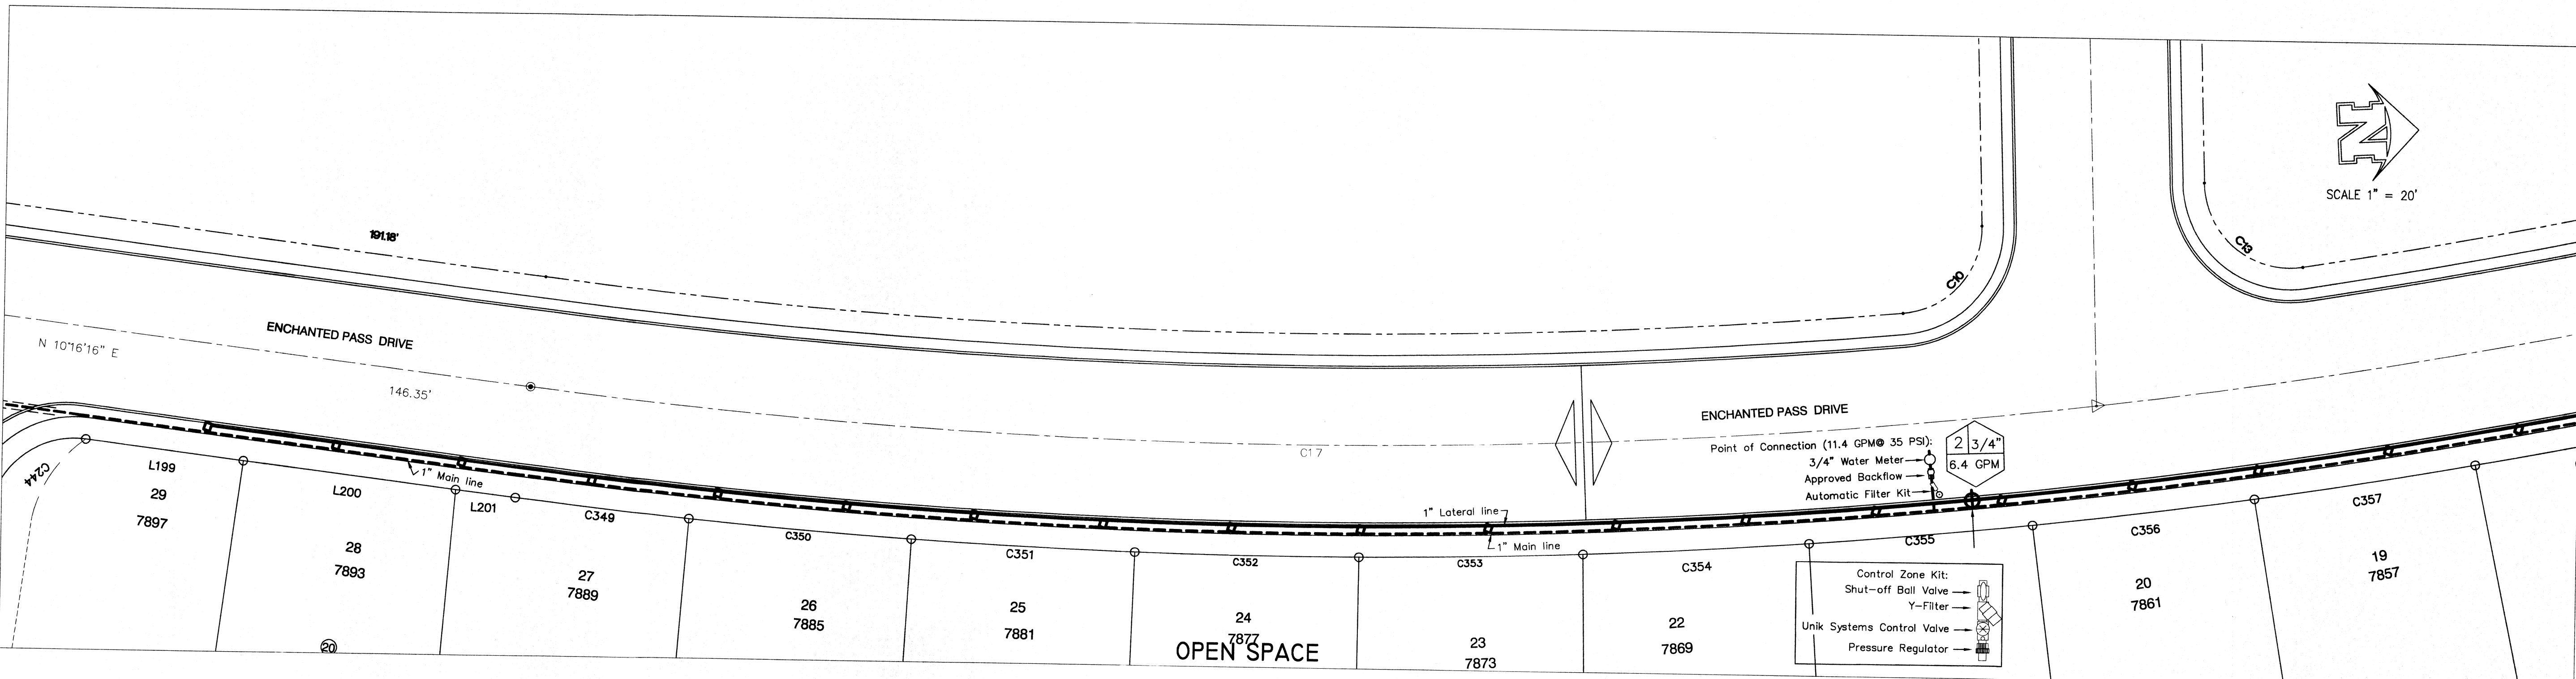 191.18'
ENCHANTED PASS DRIVE
N 10°16'16" E
146.35'
C17
ENCHANTED PASS DRIVE
C10
C13
N
SCALE 1" = 20'
Point of Connection (11.4 GPM@ 35 PSI):
3/4" Water Meter
Approved Backflow
Automatic Filter Kit
2 3/4"
6.4 GPM
1" Main line
1" Lateral line
1" Main line
C244
L199
29
7897
L200
28
7893
20
L201
C349
27
7889
C350
26
7885
C351
25
7881
C352
24
7877
OPEN SPACE
C353
23
7873
C354
22
7869
C355
Control Zone Kit:
Shut-off Ball Valve
Y-Filter
Unik Systems Control Valve
Pressure Regulator
C356
20
7861
C357
19
7857